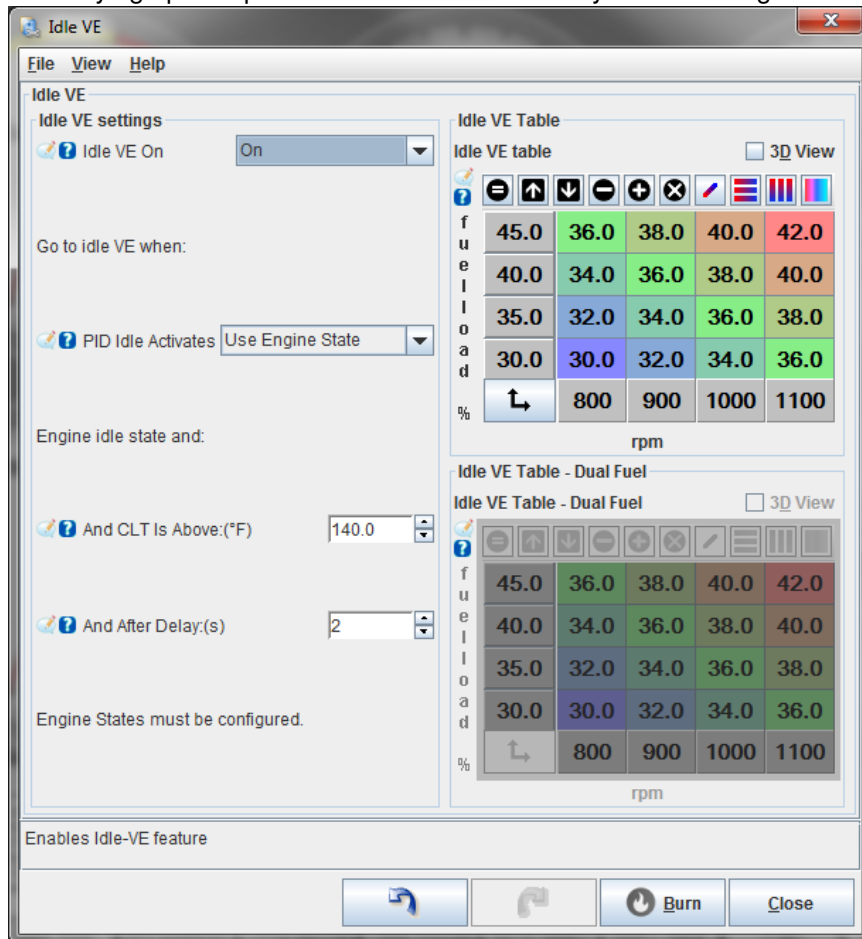 Idle VE
File View Help
Idle VE
Idle VE settings
Idle VE On On
Go to idle VE when:
PID Idle Activates Use Engine State
Engine idle state and:
And CLT Is Above:(°F) 140.0
And After Delay:(s) 2
Engine States must be configured.
Idle VE Table
Idle VE table 3D View
fuelload %
45.0 36.0 38.0 40.0 42.0
40.0 34.0 36.0 38.0 40.0
35.0 32.0 34.0 36.0 38.0
30.0 30.0 32.0 34.0 36.0
800 900 1000 1100
rpm
Idle VE Table - Dual Fuel
Idle VE Table - Dual Fuel 3D View
fuelload %
45.0 36.0 38.0 40.0 42.0
40.0 34.0 36.0 38.0 40.0
35.0 32.0 34.0 36.0 38.0
30.0 30.0 32.0 34.0 36.0
800 900 1000 1100
rpm
Enables Idle-VE feature
Burn Close